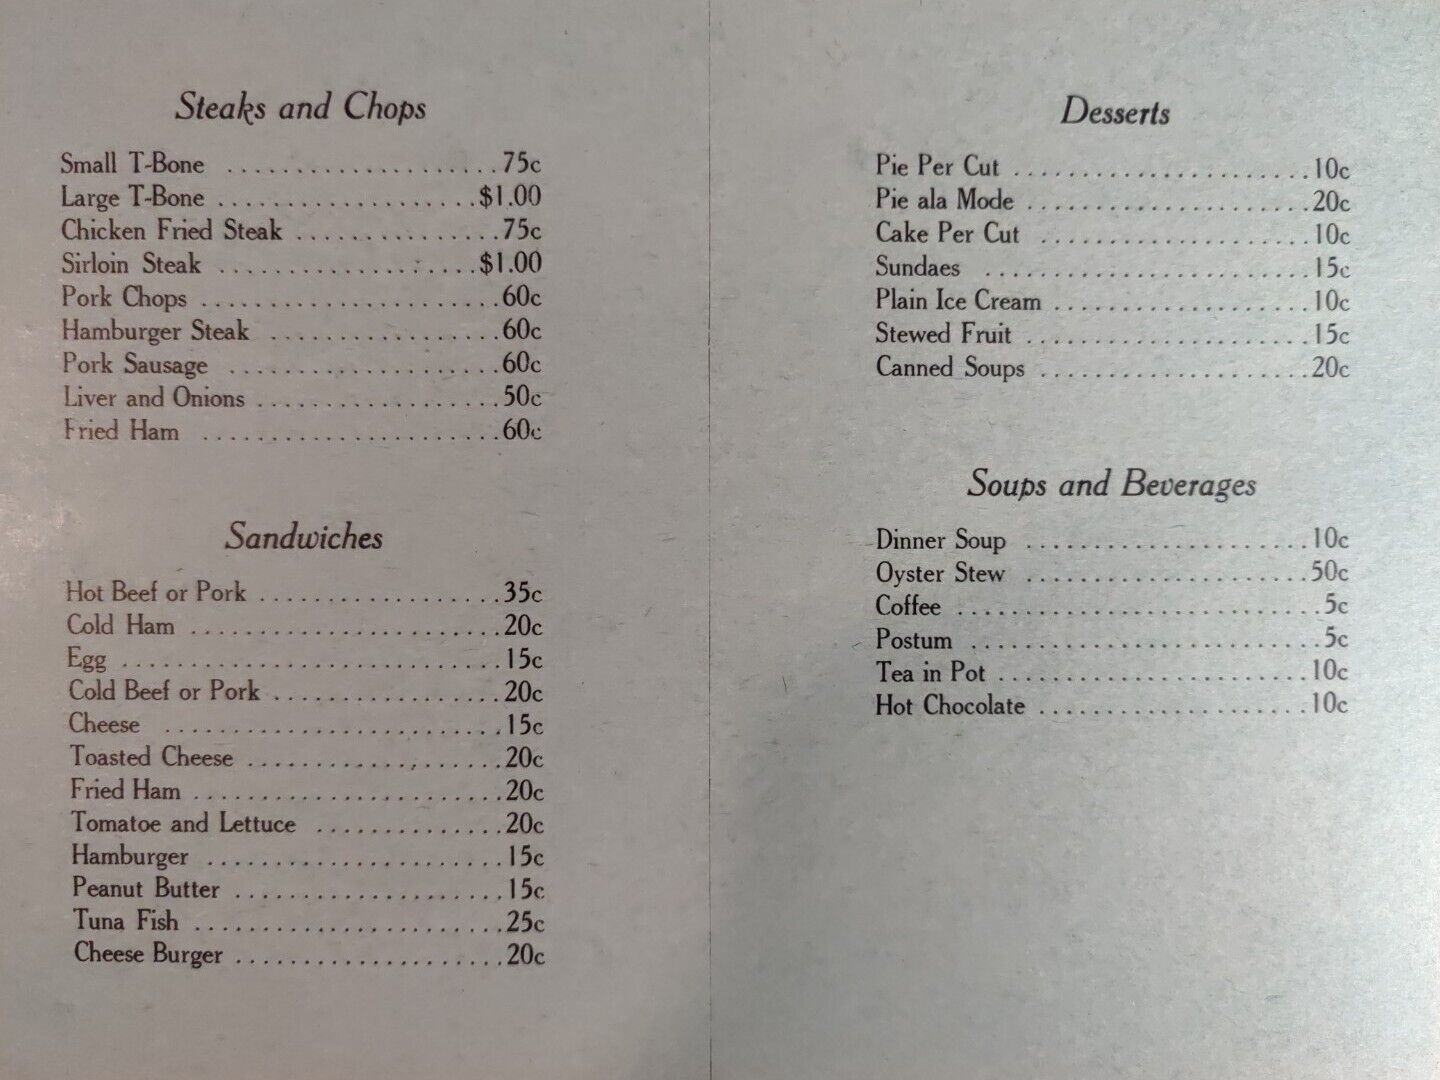 Steaks and Chops
Small T-Bone ....................75c
Large T-Bone ...................$1.00
Chicken Fried Steak ...............75c
Sirloin Steak ...................$1.00
Pork Chops ......................60c
Hamburger Steak .................60c
Pork Sausage ....................60c
Liver and Onions ..................50c
Fried Ham ......................60c
Sandwiches
Hot Beef or Pork ..................35c
Cold Ham .......................20c
Egg ............................15c
Cold Beef or Pork .................20c
Cheese .........................15c
Toasted Cheese ...................20c
Fried Ham .......................20c
Tomatoe and Lettuce ..............20c
Hamburger ......................15c
Peanut Butter ....................15c
Tuna Fish .......................25c
Cheese Burger ....................20c
Desserts
Pie Per Cut ......................10c
Pie ala Mode .....................20c
Cake Per Cut ....................10c
Sundaes ........................15c
Plain Ice Cream ...................10c
Stewed Fruit .....................15c
Canned Soups ....................20c
Soups and Beverages
Dinner Soup .....................10c
Oyster Stew .....................50c
Coffee ...........................5c
Postum ..........................5c
Tea in Pot .......................10c
Hot Chocolate ....................10c